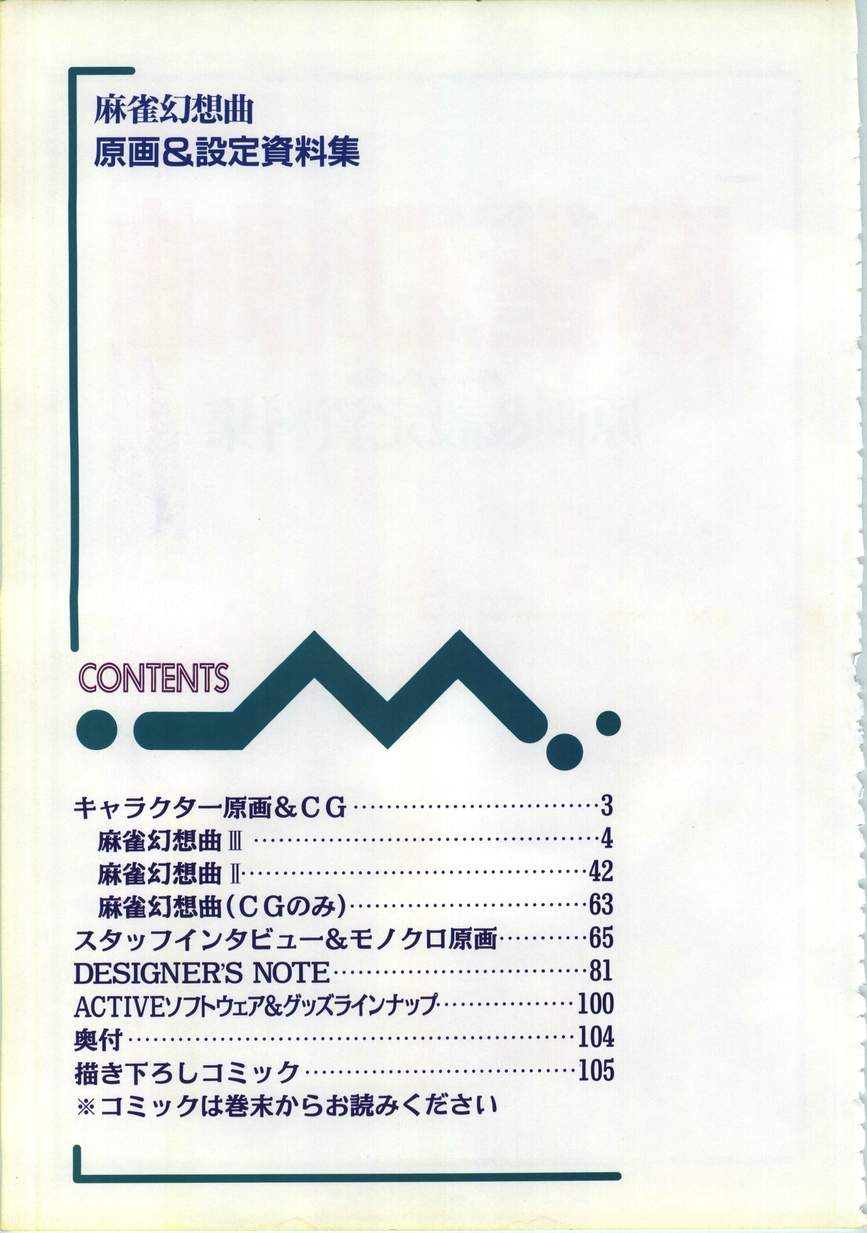 麻雀幻想曲
原画&設定資料集
CONTENTS
キャラクター原画&CG…………………………3
麻雀幻想曲Ⅲ……………………………………4
麻雀幻想曲Ⅱ……………………………………42
麻雀幻想曲(CGのみ)…………………………63
スタッフインタビュー&モノクロ原画…………65
DESIGNER'S NOTE……………………………81
ACTIVEソフトウェア&グッズラインナップ………………100
奥付………………………………………………104
描き下ろしコミック………………………………105
※コミックは巻末からお読みください